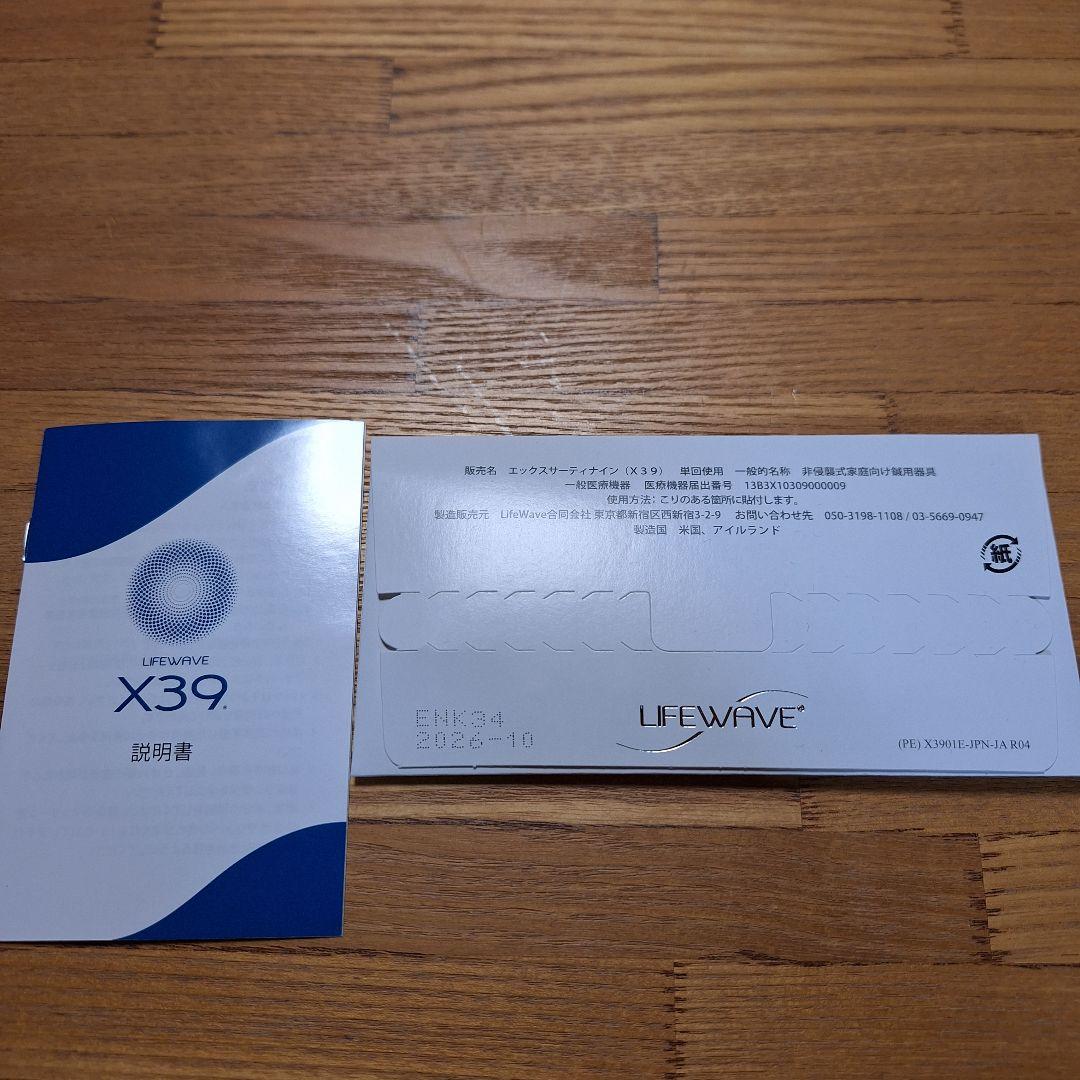 LIFEWAVE
X39
説明書
販売名 エックスサーティナイン（X39） 単回使用 一般的名称 非侵襲式家庭向け鍼用器具
一般医療機器 医療機器届出番号 13B3X10309000009
使用方法：こりのある箇所に貼付します。
製造販売元 LifeWave合同会社 東京都新宿区西新宿3-2-9 お問い合わせ先 050-3198-1108 / 03-5669-0947
製造国 米国、アイルランド
紙
ENK34
2026-10
LIFEWAVE
(PE) X3901E-JPN-JA R04